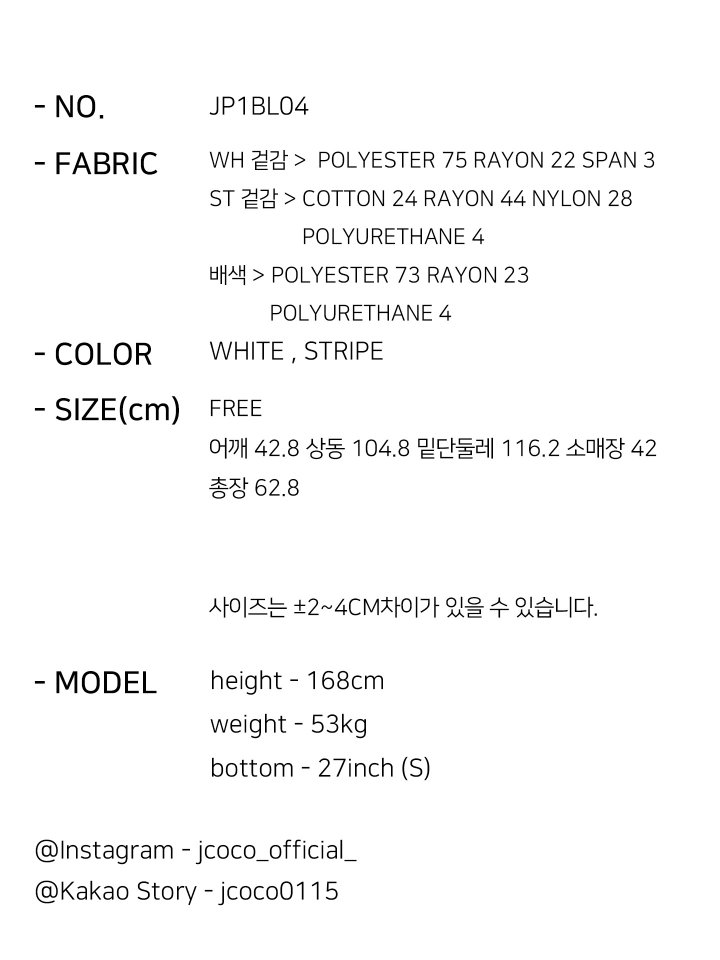 - NO. JP1BL04
- FABRIC WH 겉감 > POLYESTER 75 RAYON 22 SPAN 3
ST 겉감 > COTTON 24 RAYON 44 NYLON 28
POLYURETHANE 4
배색 > POLYESTER 73 RAYON 23
POLYURETHANE 4
- COLOR WHITE , STRIPE
- SIZE(cm) FREE
어깨 42.8 상동 104.8 밑단둘레 116.2 소매장 42
총장 62.8
사이즈는 ±2~4CM차이가 있을 수 있습니다.
- MODEL height - 168cm
weight - 53kg
bottom - 27inch (S)
@Instagram - jcoco_official_
@Kakao Story - jcoco0115